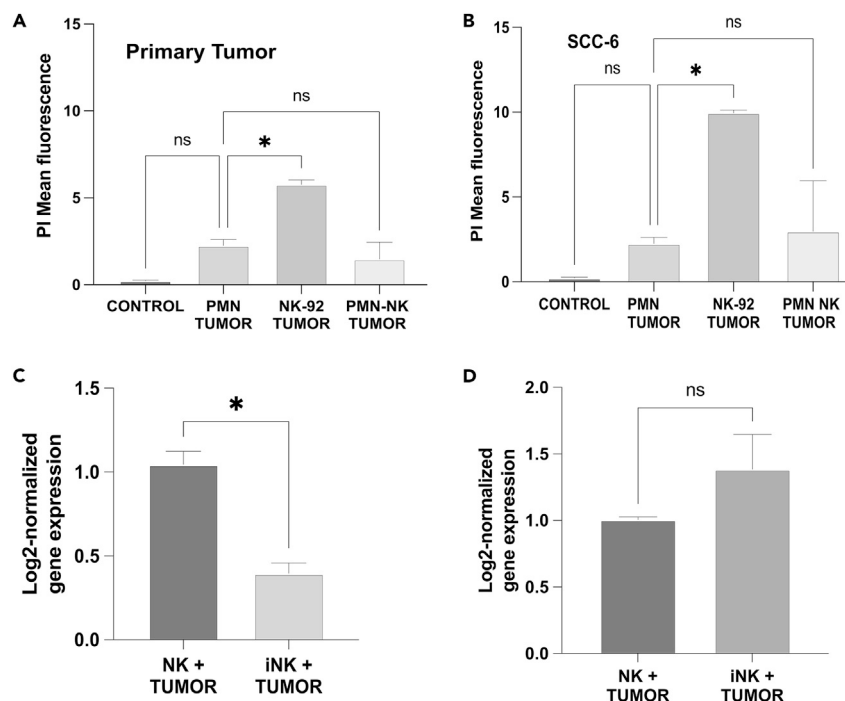 A
Primary Tumor
PI Mean fluorescence
15
10
5
0
ns
ns
*
CONTROL
PMN
TUMOR
NK-92
TUMOR
PMN-NK
TUMOR
B
SCC-6
PI Mean fluorescence
15
10
5
0
ns
ns
*
CONTROL
PMN
TUMOR
NK-92
TUMOR
PMN NK
TUMOR
C
Log2-normalized
gene expression
1.5
1.0
0.5
0.0
*
NK +
TUMOR
iNK +
TUMOR
D
Log2-normalized
gene expression
2.0
1.5
1.0
0.5
0.0
ns
NK +
TUMOR
iNK +
TUMOR